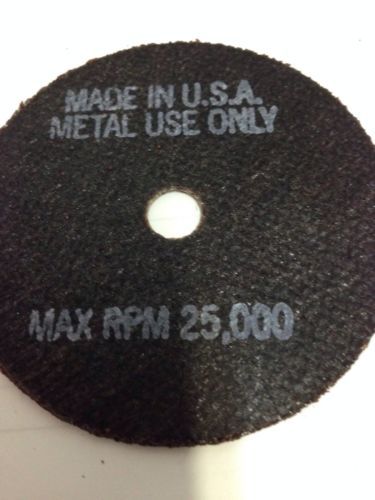 MADE IN U.S.A.
METAL USE ONLY
MAX RPM 25,000